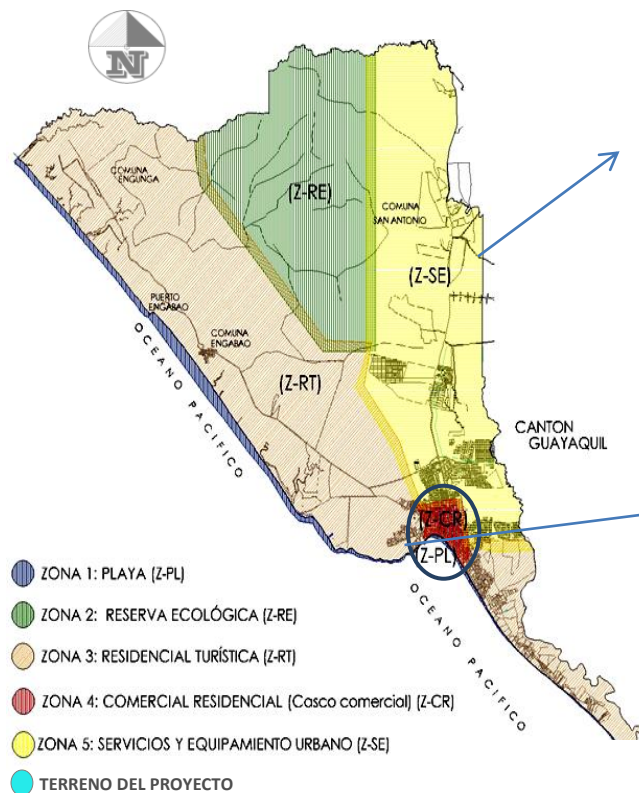 N
COMUNA
ENGUNGA
(Z-RE)
COMUNA
SAN ANTONIO
(Z-SE)
PUERTO
ENGABAO
COMUNA
ENGABAO
(Z-RT)
OCEANO PACIFICO
CANTON
GUAYAQUIL
(Z-CR)
(Z-PL)
OCEANO PACIFICO
ZONA 1: PLAYA (Z-PL)
ZONA 2: RESERVA ECOLÓGICA (Z-RE)
ZONA 3: RESIDENCIAL TURÍSTICA (Z-RT)
ZONA 4: COMERCIAL RESIDENCIAL (Casco comercial) (Z-CR)
ZONA 5: SERVICIOS Y EQUIPAMIENTO URBANO (Z-SE)
TERRENO DEL PROYECTO